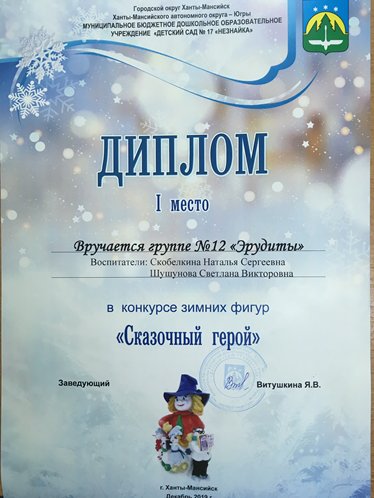 Городской округ Ханты-Мансийск
Ханты-Мансийского автономного округа – Югры
МУНИЦИПАЛЬНОЕ БЮДЖЕТНОЕ ДОШКОЛЬНОЕ ОБРАЗОВАТЕЛЬНОЕ
УЧРЕЖДЕНИЕ «ДЕТСКИЙ САД № 17 «НЕЗНАЙКА»
ДИПЛОМ
I место
Вручается группе №12 «Эрудиты»
Воспитатели: Скобелкина Наталья Сергеевна
Шушунова Светлана Викторовна
в конкурсе зимних фигур
«Сказочный герой»
Заведующий Витушкина Я.В.
г. Ханты-Мансийск
Декабрь 2019 г.